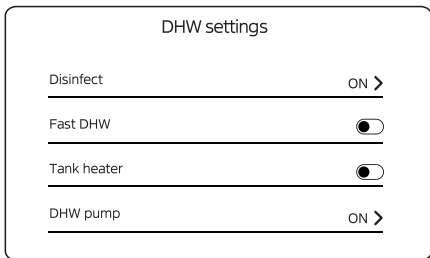 DHW settings
Disinfect ON
Fast DHW
Tank heater
DHW pump ON